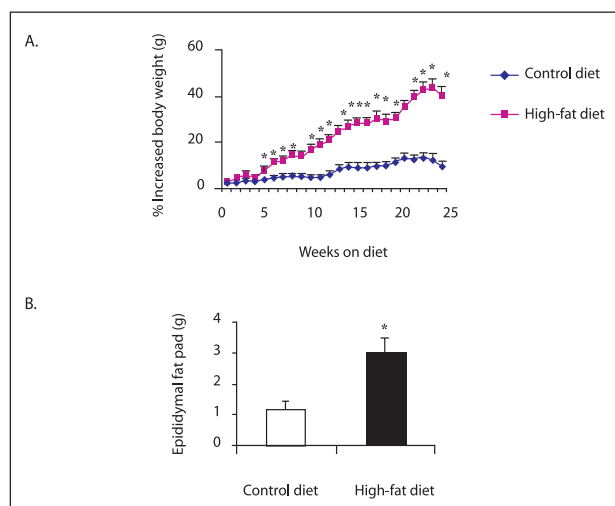 A.
% Increased body weight (g)
60
40
20
0
* * * * * * * * * * * * * * * * * * *
0 5 10 15 20 25
Weeks on diet
Control diet
High-fat diet
B.
Epididymal fat pad (g)
4
3
2
1
0
*
Control diet High-fat diet